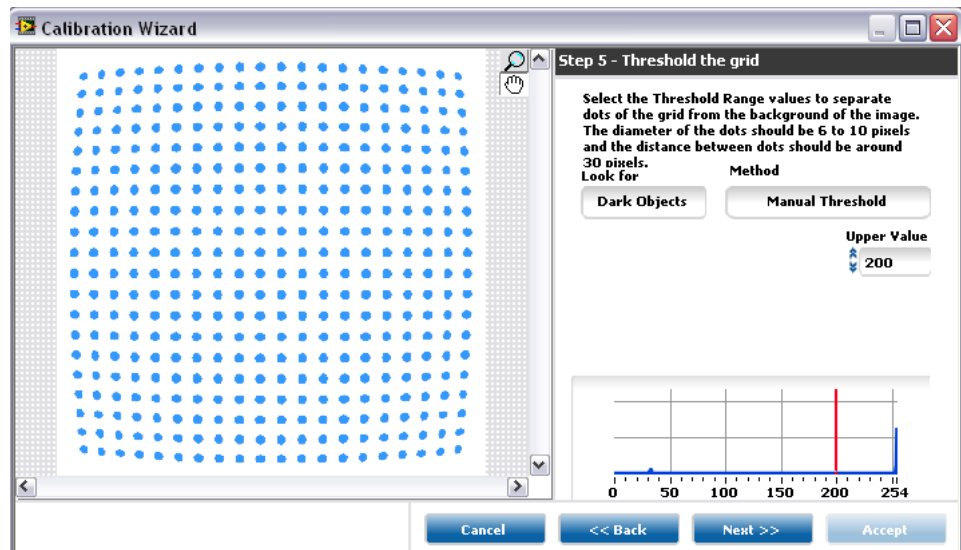 Calibration Wizard
Step 5 - Threshold the grid
Select the Threshold Range values to separate
dots of the grid from the background of the image.
The diameter of the dots should be 6 to 10 pixels
and the distance between dots should be around
30 pixels.
Look for
Method
Dark Objects
Manual Threshold
Upper Value
200
0 50 100 150 200 254
Cancel
<< Back
Next >>
Accept